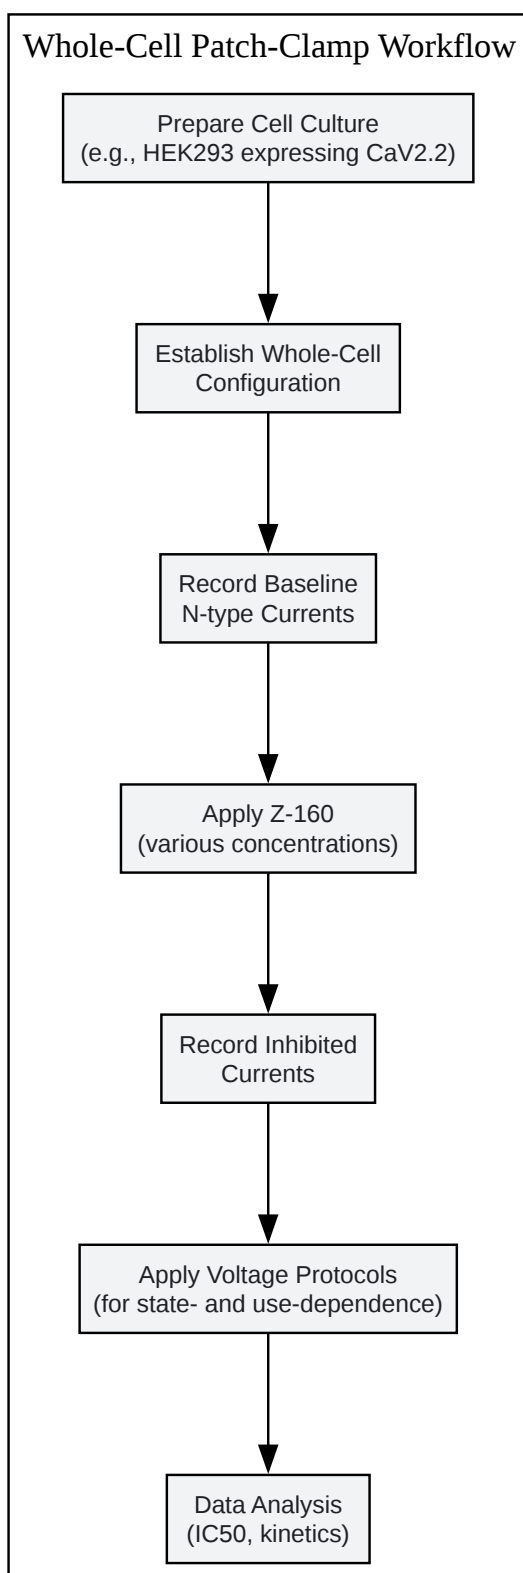 Whole-Cell Patch-Clamp Workflow
Prepare Cell Culture
(e.g., HEK293 expressing CaV2.2)
Establish Whole-Cell
Configuration
Record Baseline
N-type Currents
Apply Z-160
(various concentrations)
Record Inhibited
Currents
Apply Voltage Protocols
(for state- and use-dependence)
Data Analysis
(IC50, kinetics)